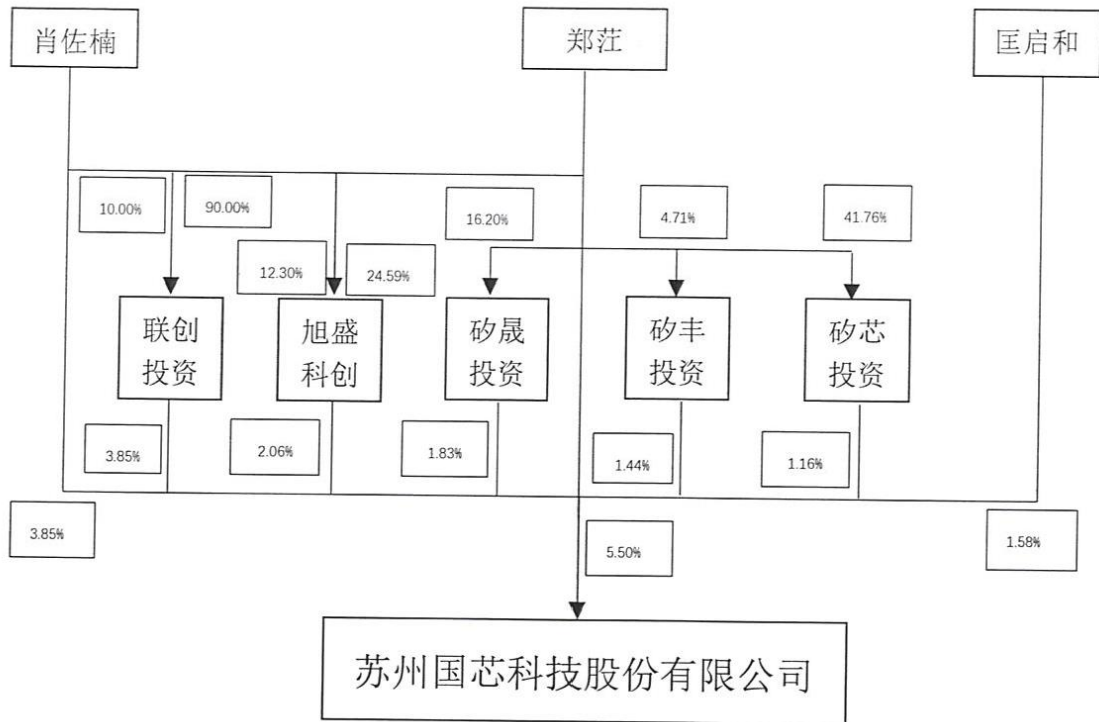 肖佐楠
郑茳
匡启和
10.00%
90.00%
16.20%
4.71%
41.76%
12.30%
24.59%
联创
投资
旭盛
科创
矽晟
投资
矽丰
投资
矽芯
投资
3.85%
2.06%
1.83%
1.44%
1.16%
3.85%
5.50%
1.58%
苏州国芯科技股份有限公司